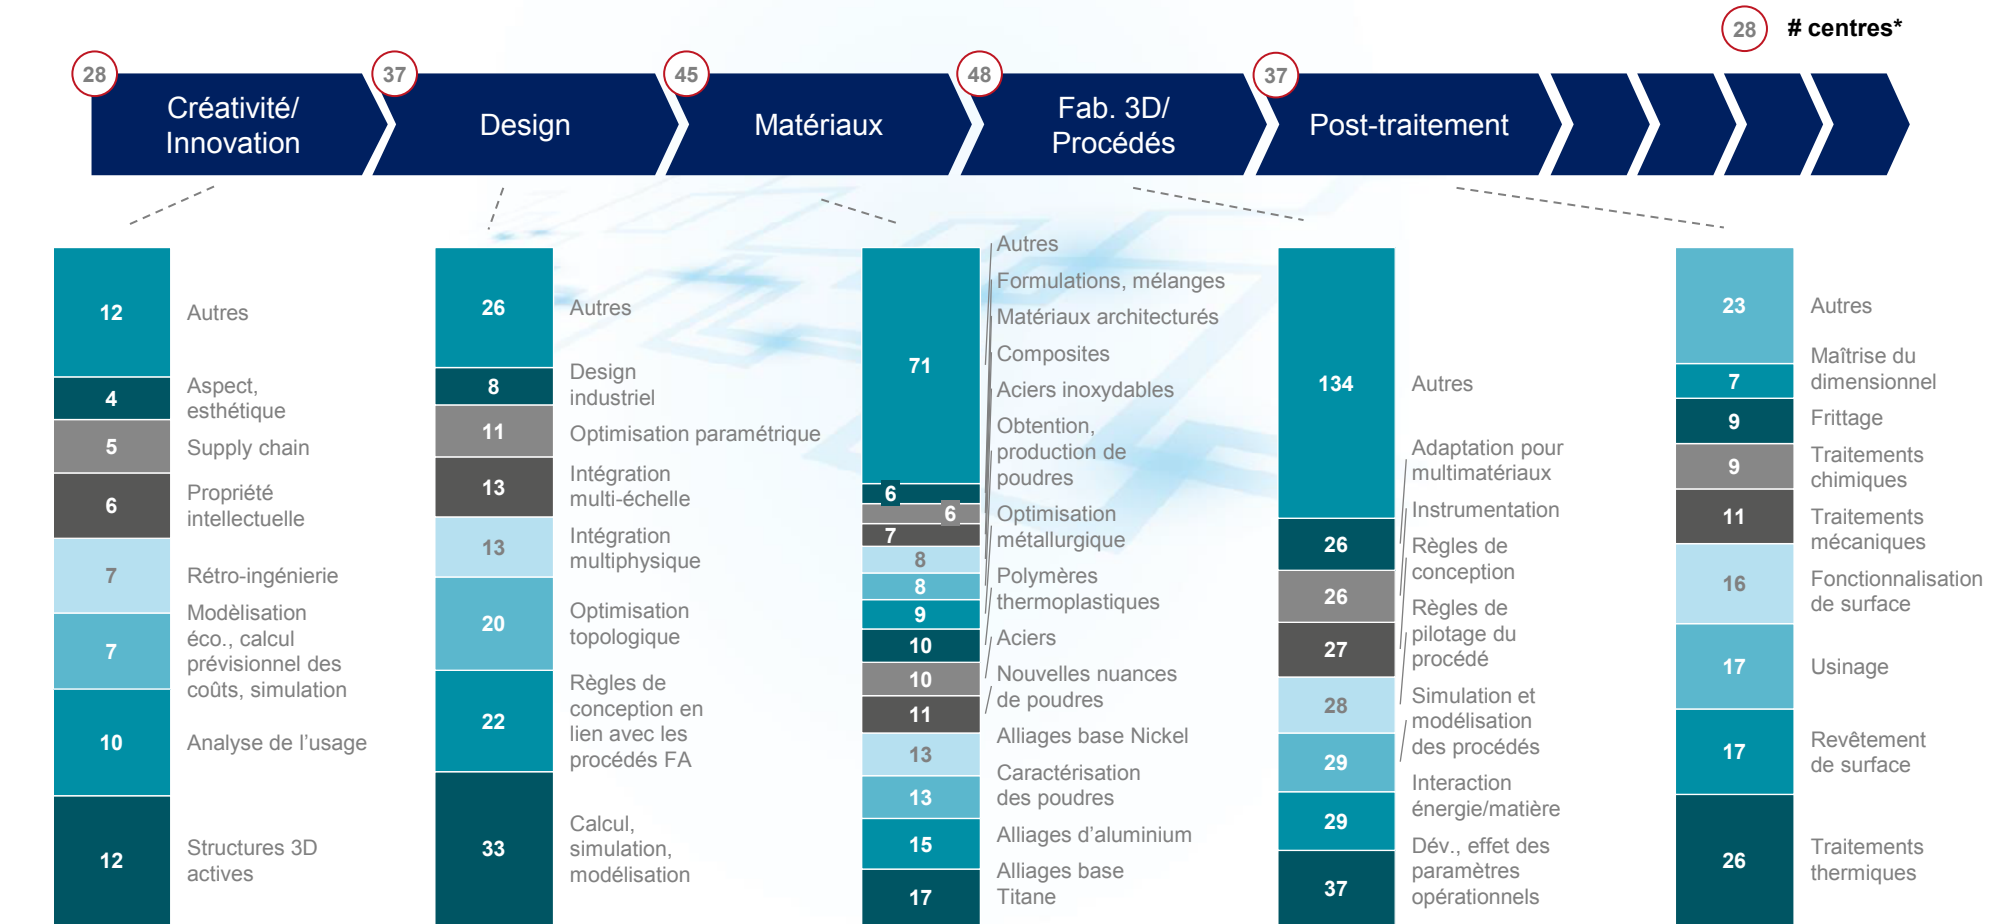 28 # centres*
28
37
45
48
37
Créativité/
Innovation
Design
Matériaux
Fab. 3D/
Procédés
Post-traitement
12
Autres
4
Aspect,
esthétique
5
Supply chain
6
Propriété
intellectuelle
7
Rétro-ingénierie
7
Modèlisation
éco., calcul
prévisionnel des
coûts, simulation
10
Analyse de l’usage
12
Structures 3D
actives
26
Autres
8
Design
industriel
11
Optimisation paramétrique
13
Intégration
multi-échelle
13
Intégration
multiphysique
20
Optimisation
topologique
22
Règles de
conception en
lien avec les
procédés FA
33
Calcul,
simulation,
modélisation
71
6
6
7
8
8
9
10
10
11
13
13
15
17
Autres
Formulations, mélanges
Matériaux architecturés
Composites
Aciers inoxydables
Obtention,
production de
poudres
Optimisation
métallurgique
Polymères
thermoplastiques
Aciers
Nouvelles nuances
de poudres
Alliages base Nickel
Caractérisation
des poudres
Alliages d’aluminium
Alliages base
Titane
134
26
26
27
28
29
29
37
Autres
Adaptation pour
multimatériaux
Instrumentation
Règles de
conception
Règles de
pilotage du
procédé
Simulation et
modélisation
des procédés
Interaction
énergie/matière
Dév., effet des
paramètres
opérationnels
23
Autres
7
Maîtrise du
dimensionnel
9
Frittage
9
Traitements
chimiques
11
Traitements
mécaniques
16
Fonctionnalisation
de surface
17
Usinage
17
Revêtement
de surface
26
Traitements
thermiques